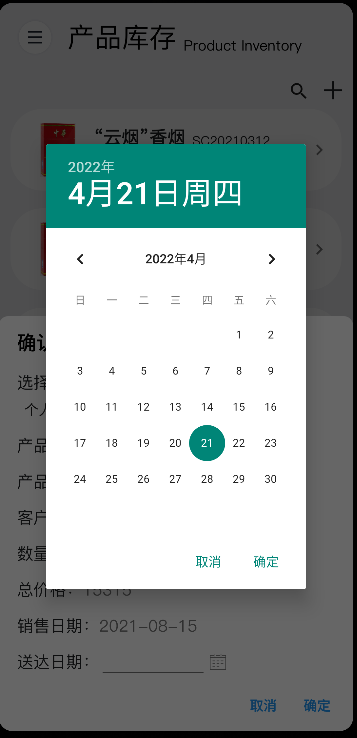 产品库存 Product Inventory
“云烟”香烟 SC20210312
2022年
4月21日周四
2022年4月
日 一 二 三 四 五 六
1 2
3 4 5 6 7 8 9
10 11 12 13 14 15 16
17 18 19 20 21 22 23
24 25 26 27 28 29 30
取消 确定
选择
个人
产品
产品
客户
数量
总价格: 15315
销售日期: 2021-08-15
送达日期:
取消 确定